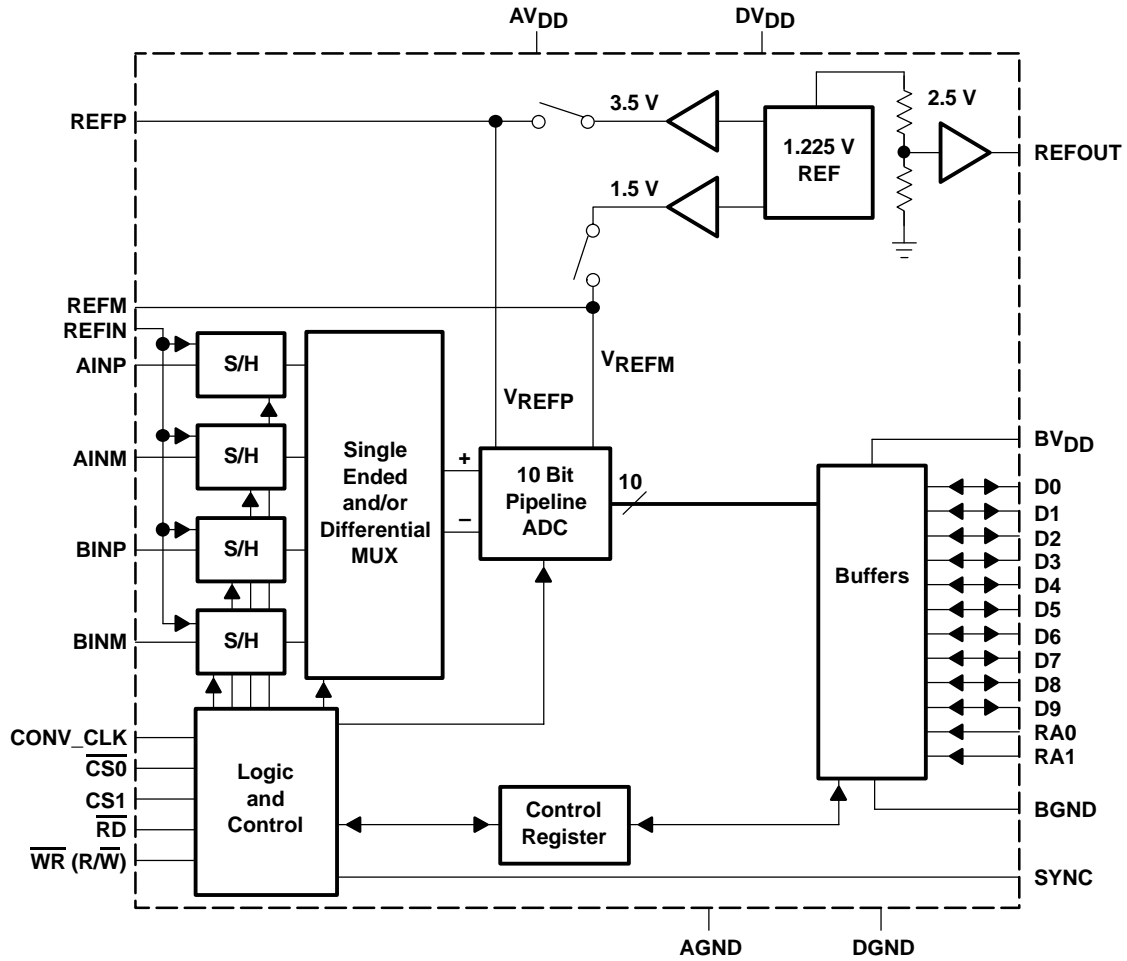 AVDD
DVDD
REFP
3.5 V
2.5 V
1.225 V
REF
REFOUT
1.5 V
REFM
REFIN
AINP
S/H
VREFM
VREFP
AINM
S/H
Single
Ended
and/or
Differential
MUX
+
−
10 Bit
Pipeline
ADC
10
BVDD
BINP
S/H
BINM
S/H
Buffers
D0
D1
D2
D3
D4
D5
D6
D7
D8
D9
RA0
RA1
BGND
CONV_CLK
C̅S̅0̅
CS1
R̅D̅
W̅R̅ (R/W̅)
Logic
and
Control
Control
Register
SYNC
AGND
DGND